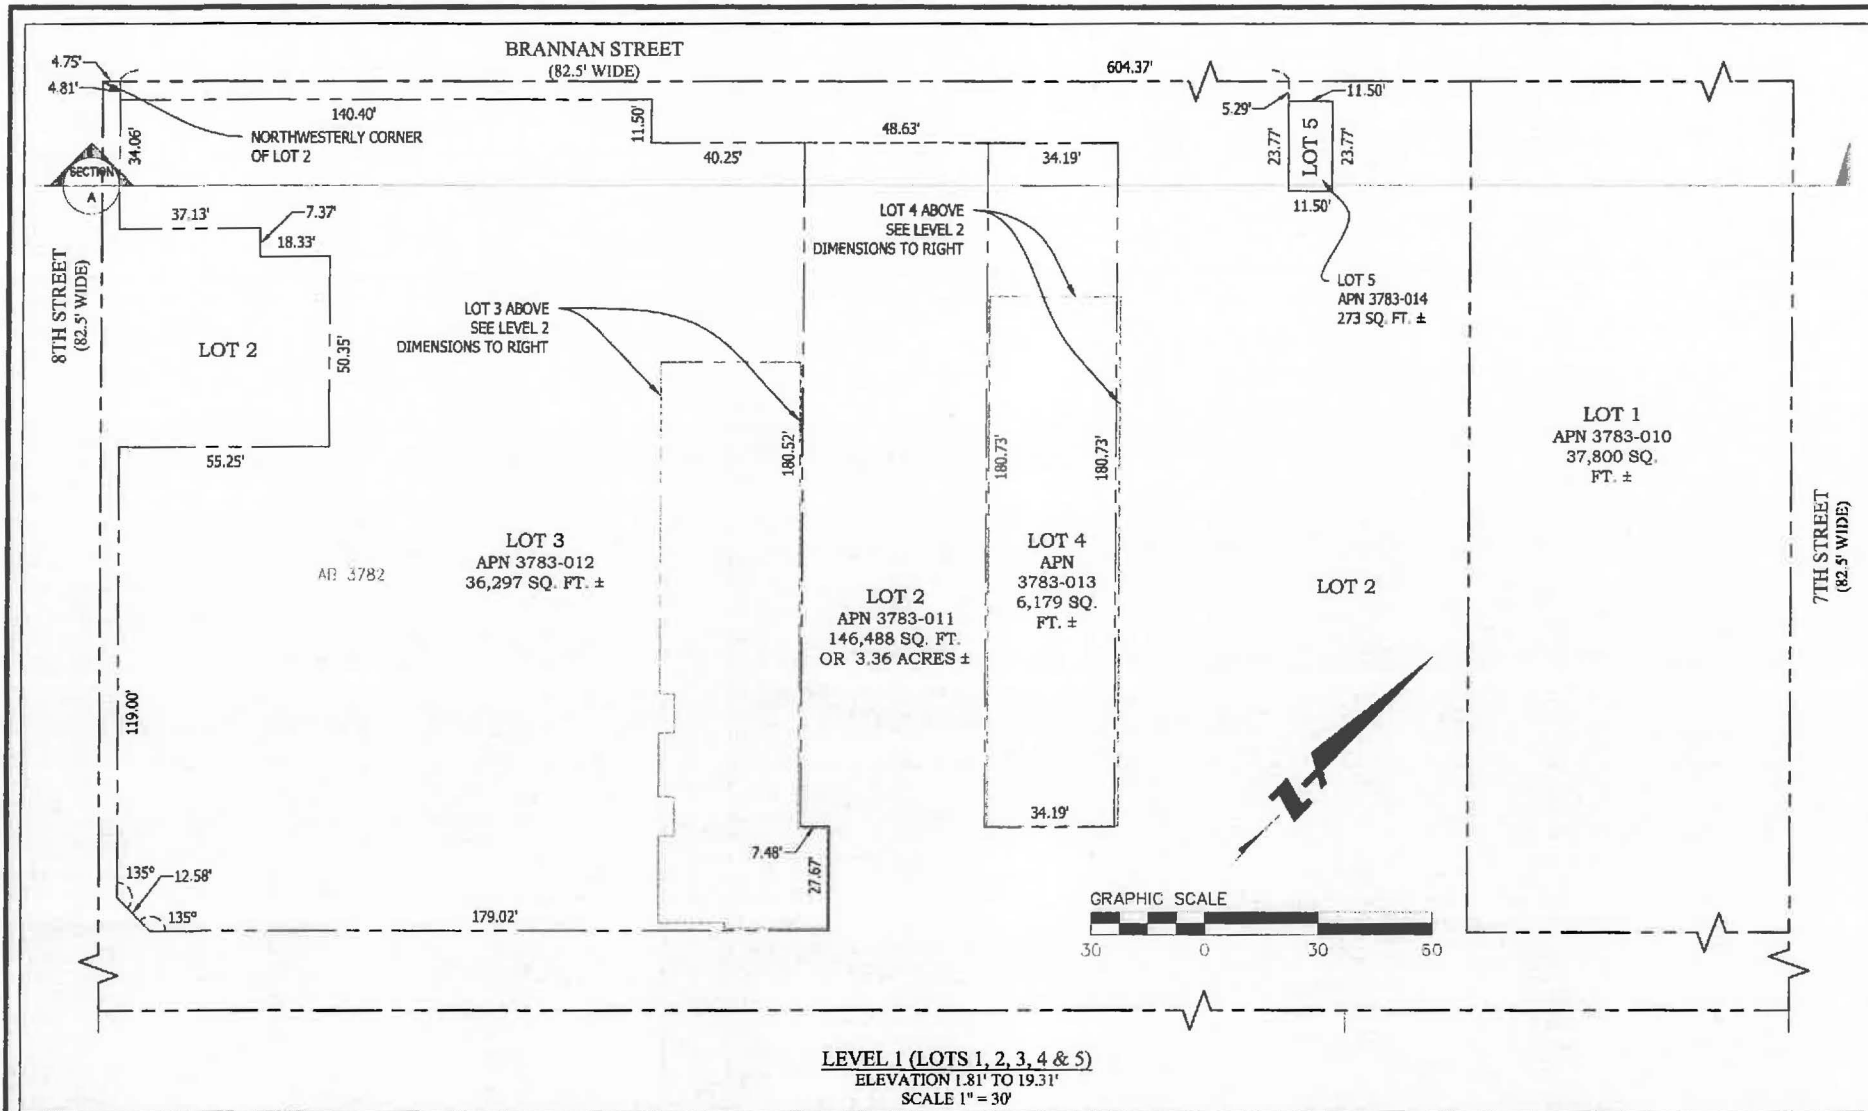 BRANNAN STREET
(82.5' WIDE)
4.75'
4.81'
604.37'
140.40'
NORTHWESTERLY CORNER
OF LOT 2
34.06'
11.50'
48.63'
40.25'
34.19'
5.29'
11.50'
23.77'
LOT 5
23.77'
11.50'
SECTION
A
37.13'
7.37'
18.33'
8TH STREET
(82.5' WIDE)
LOT 2
50.35'
55.25'
LOT 4 ABOVE
SEE LEVEL 2
DIMENSIONS TO RIGHT
LOT 5
APN 3783-014
273 SQ. FT. ±
LOT 3 ABOVE
SEE LEVEL 2
DIMENSIONS TO RIGHT
180.52'
180.73'
180.73'
LOT 1
APN 3783-010
37,800 SQ.
FT. ±
7TH STREET
(82.5' WIDE)
LOT 3
APN 3783-012
36,297 SQ. FT. ±
3782
LOT 2
APN 3783-011
146,488 SQ. FT.
OR 3.36 ACRES ±
LOT 4
APN
3783-013
6,179 SQ.
FT. ±
LOT 2
119.00'
34.19'
7.48'
27.67'
135°
12.58'
135°
179.02'
GRAPHIC SCALE
30 0 30 60
LEVEL 1 (LOTS 1, 2, 3, 4 & 5)
ELEVATION 1.81' TO 19.31'
SCALE 1" = 30'